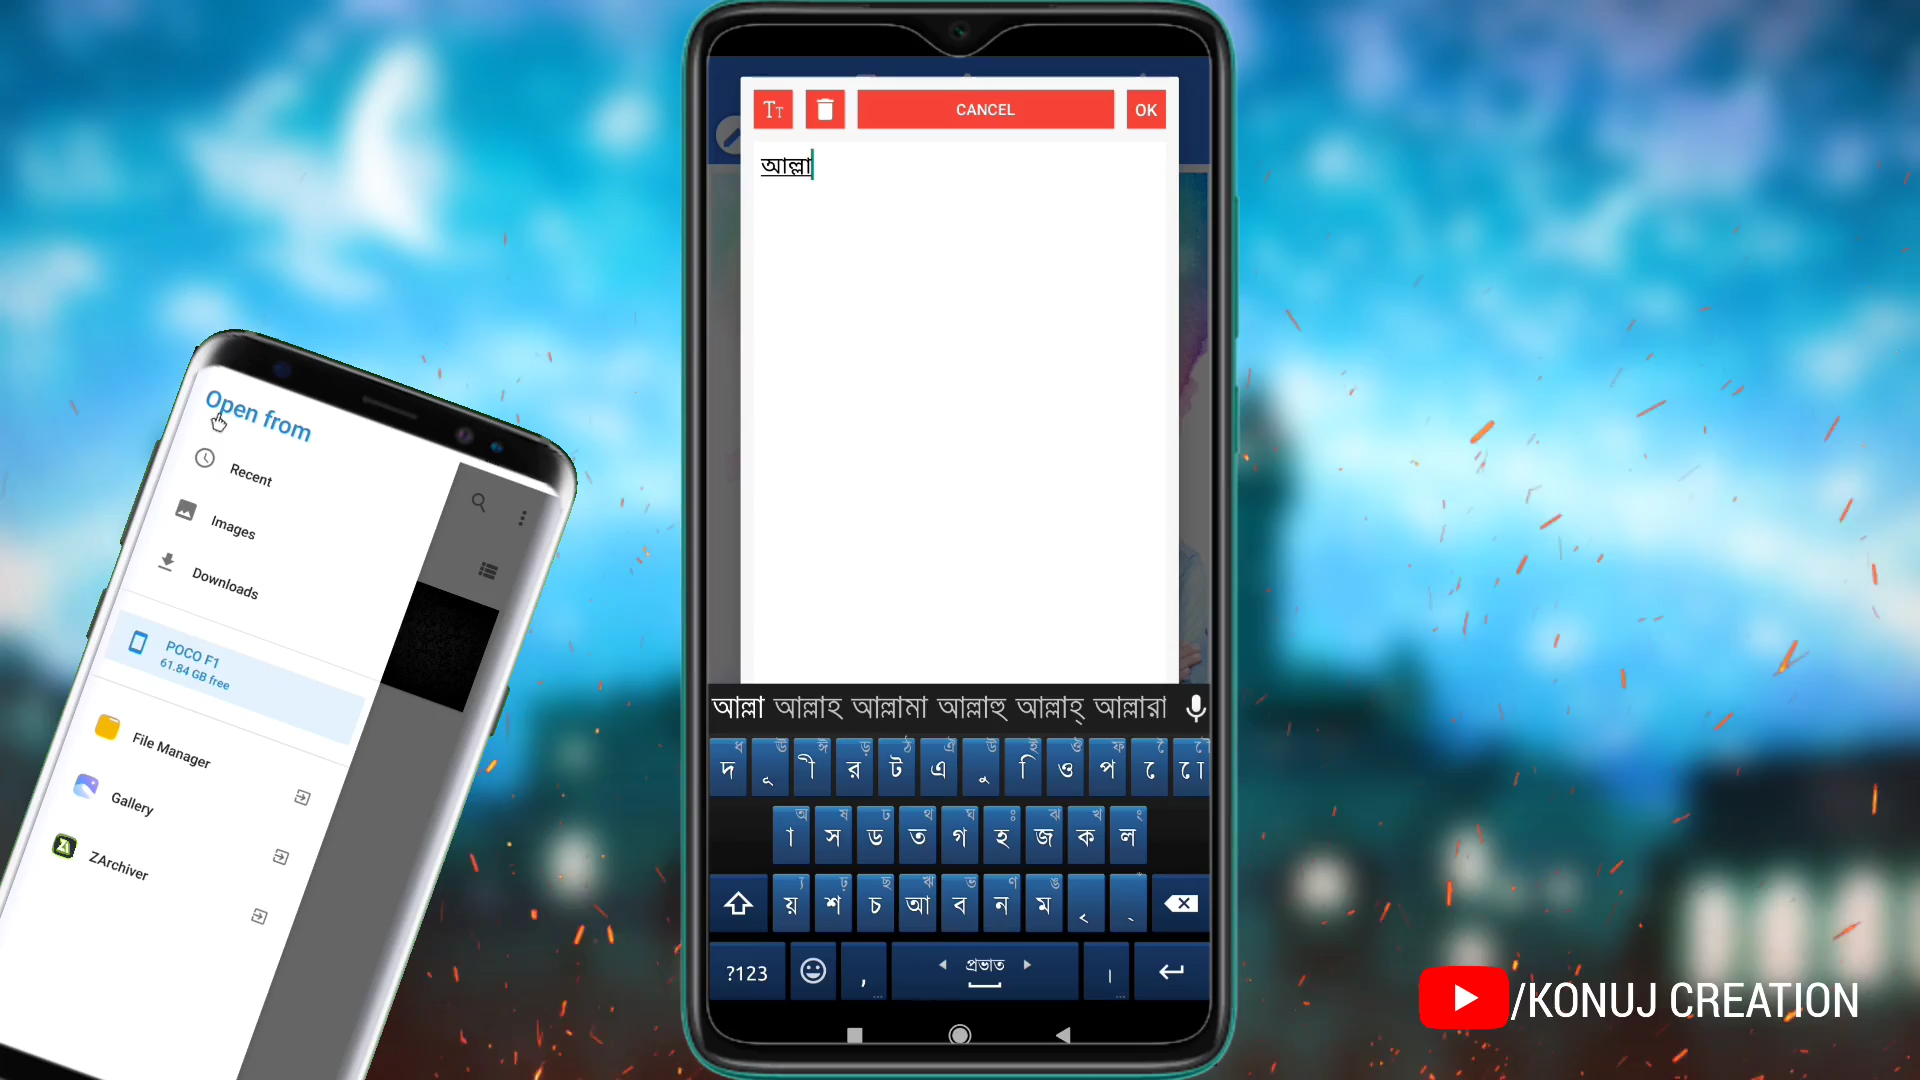 Open from
Recent
Images
Downloads
POCO F1
61.84 GB free
File Manager
Gallery
ZArchiver
TT
CANCEL
OK
আল্লা
আল্লা আল্লাহ আল্লামা আল্লাহু আল্লাহ্ আল্লারা
দ ূ ী র ট এ ু ি ও প ে ো
া স ড ত গ হ জ ক ল
য় শ চ আ ব ন ম ৃ ্
?123 , প্রভাত ।
/KONUJ CREATION